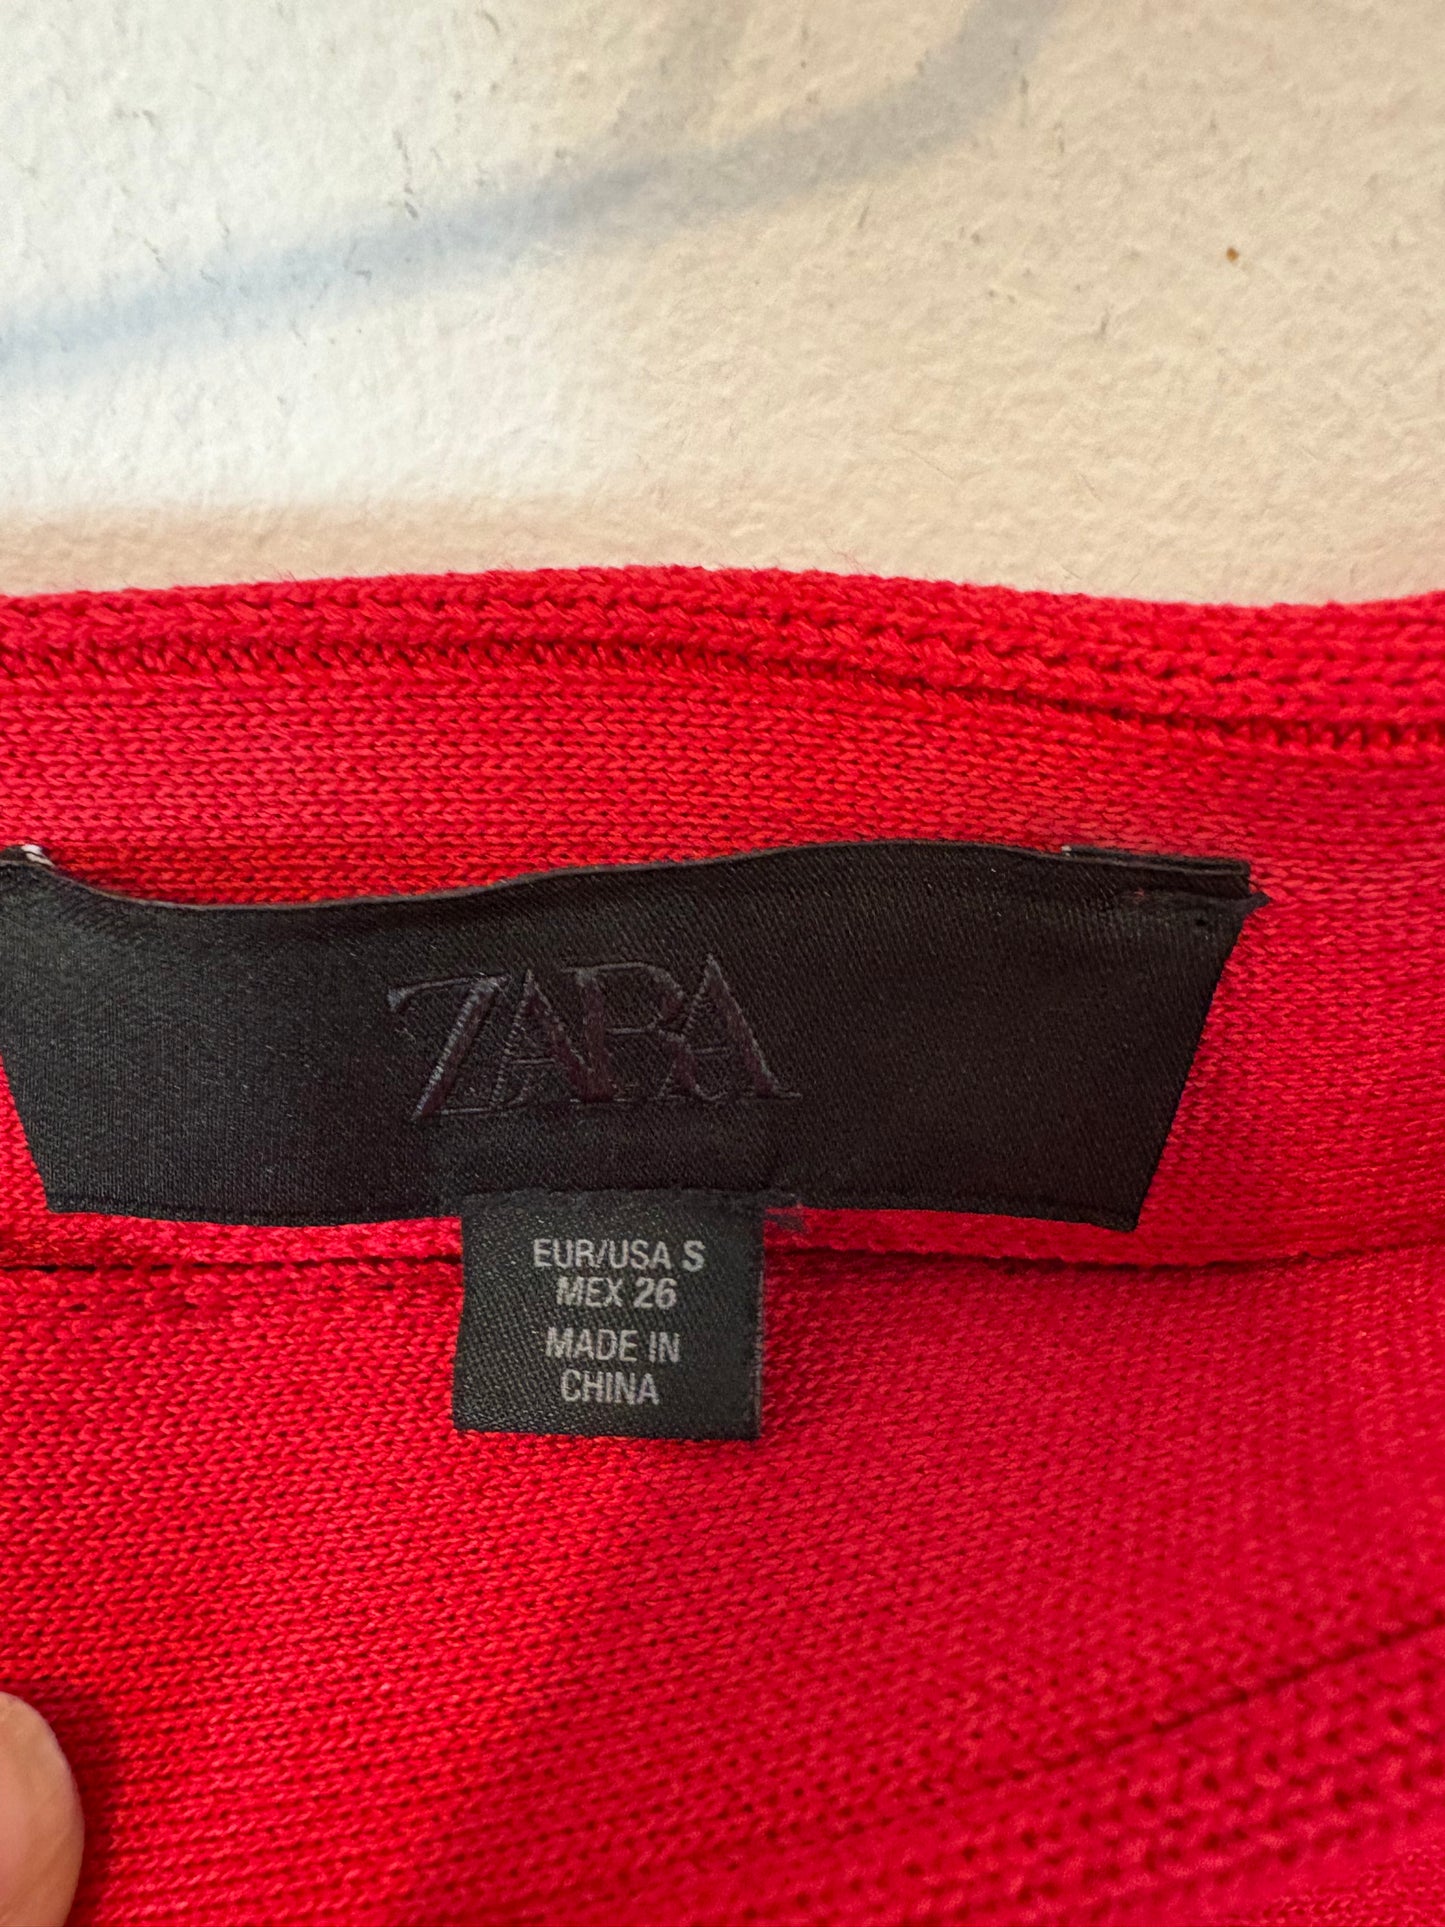 ZARA
EUR/USA S
MEX 26
MADE IN
CHINA